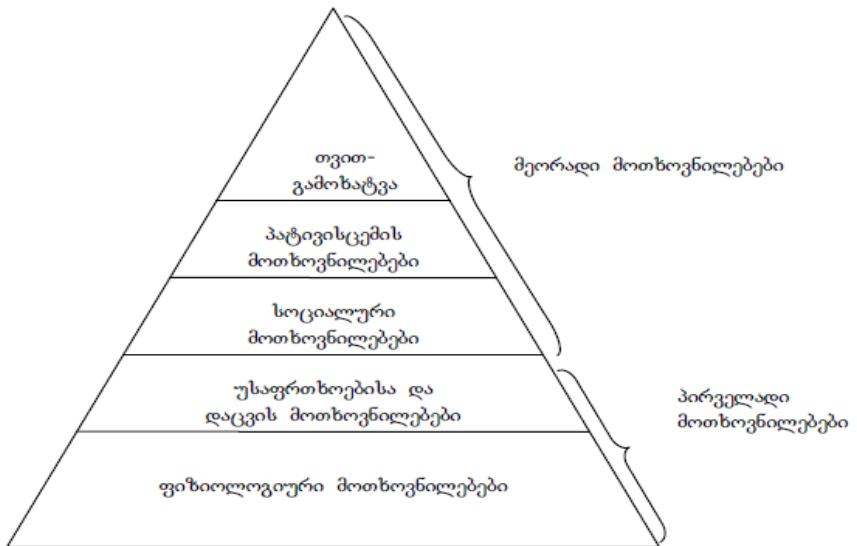 თვით-
გამოხატვა
მეორადი მოთხოვნილებები
პატივისცემის
მოთხოვნილებები
სოციალური
მოთხოვნილებები
უსაფრთხოებისა და
დაცვის მოთხოვნილებები
პირველადი
მოთხოვნილებები
ფიზიოლოგიური მოთხოვნილებები